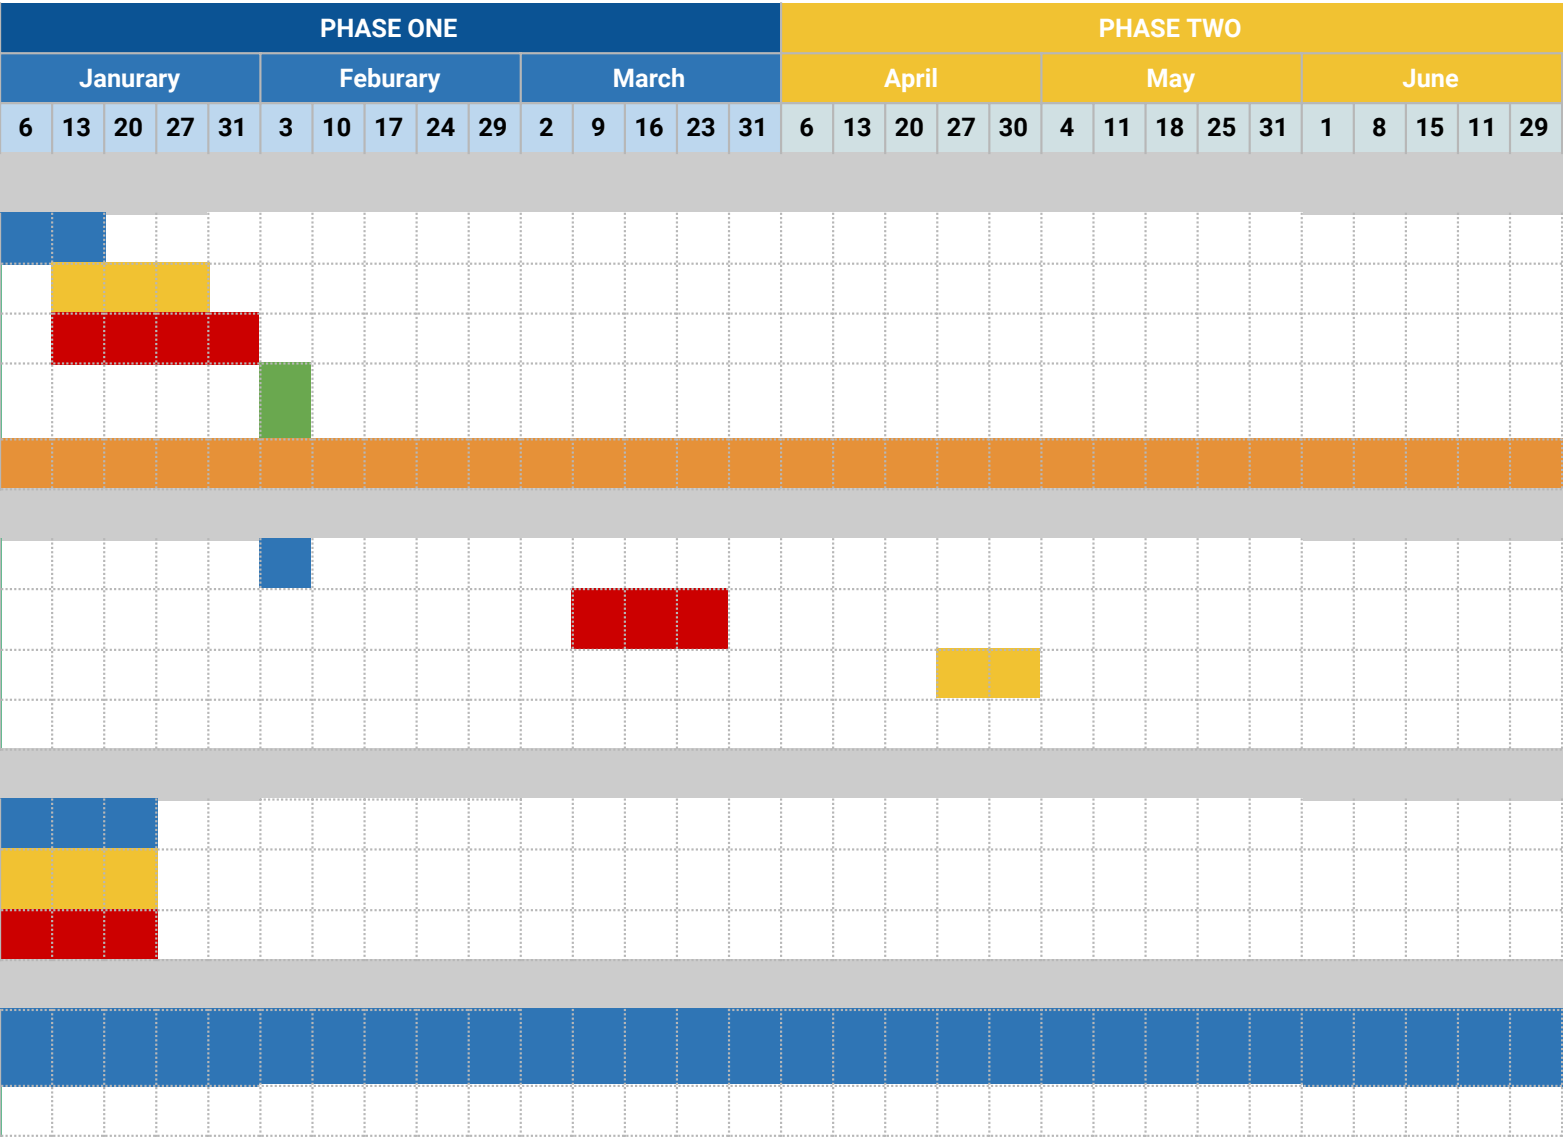 PHASE ONE PHASE TWO
Janurary Feburary March April May June
6 13 20 27 31 3 10 17 24 29 2 9 16 23 31 6 13 20 27 30 4 11 18 25 31 1 8 15 11 29